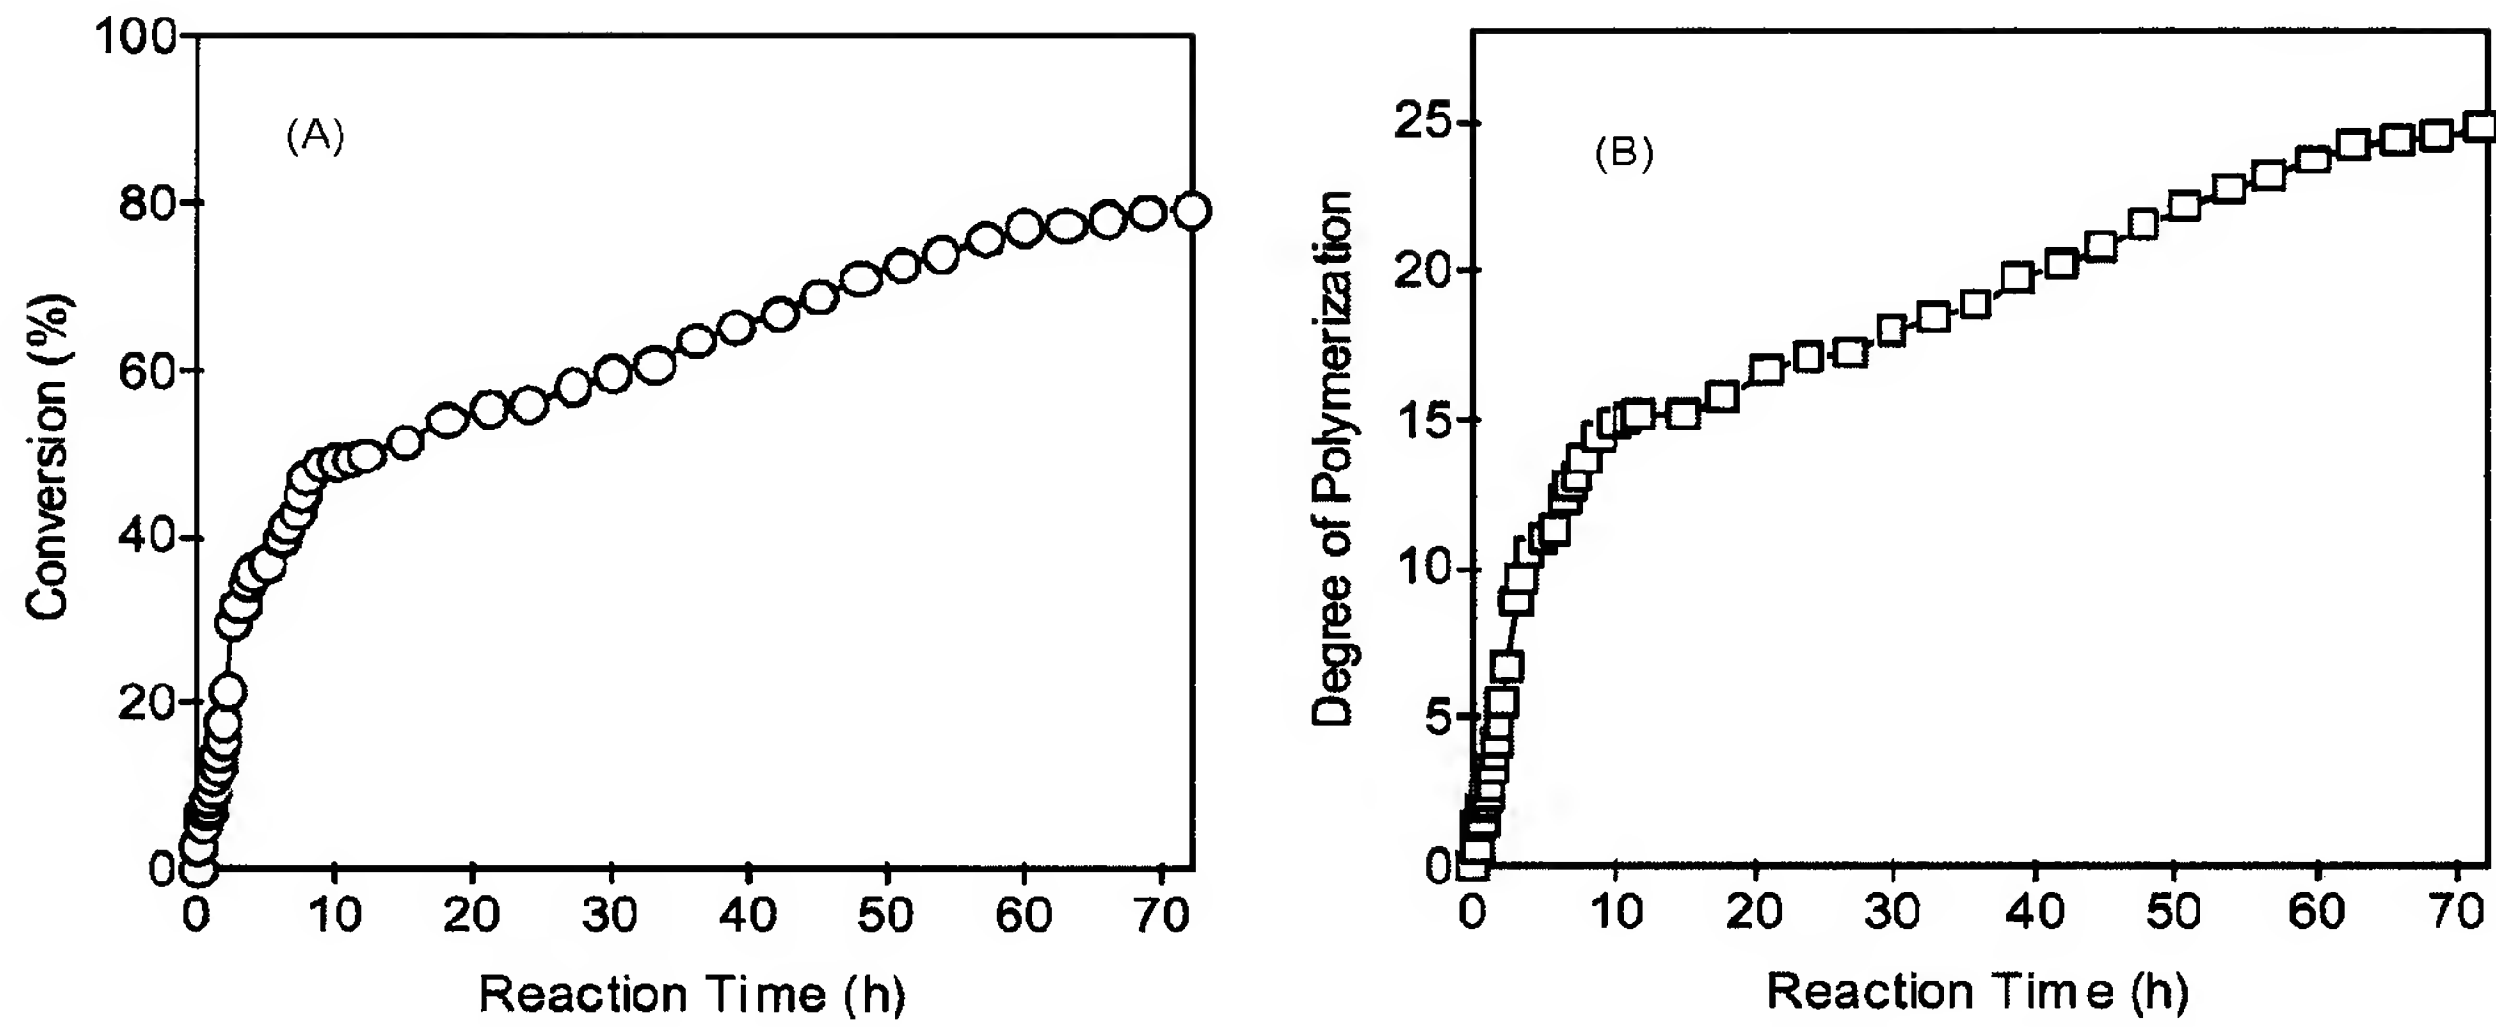 100
80
60
40
20
0
Conversion (%)
(A)
0 10 20 30 40 50 60 70
Reaction Time (h)
25
20
15
10
5
0
Degree of Polymerization
(B)
0 10 20 30 40 50 60 70
Reaction Time (h)